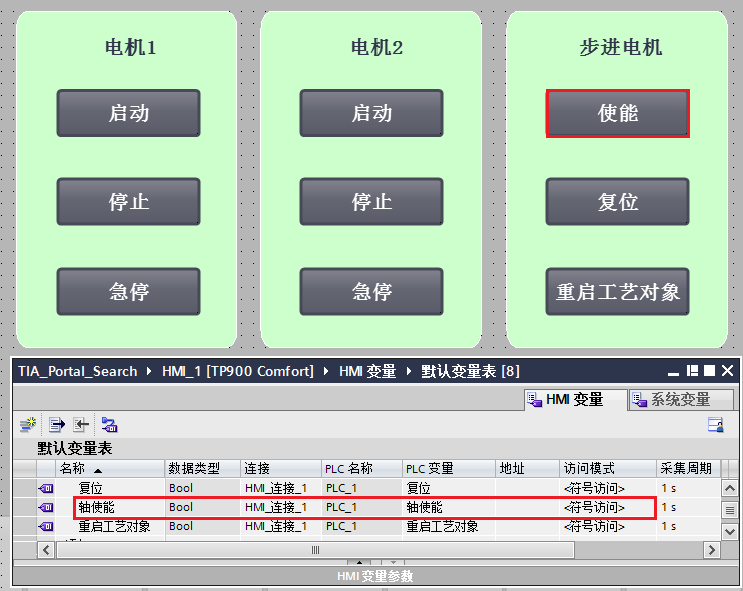 电机1 电机2 步进电机
启动 启动 使能
停止 停止 复位
急停 急停 重启工艺对象
TIA_Portal_Search ▸ HMI_1 [TP900 Comfort] ▸ HMI 变量 ▸ 默认变量表 [8]
HMI 变量 系统变量
默认变量表
名称 ▲ 数据类型 连接 PLC 名称 PLC 变量 地址 访问模式 采集周期
复位 Bool HMI_连接_1 PLC_1 复位 <符号访问> 1 s
轴使能 Bool HMI_连接_1 PLC_1 轴使能 <符号访问> 1 s
重启工艺对象 Bool HMI_连接_1 PLC_1 重启工艺对象 <符号访问> 1 s
HMI 变量参数